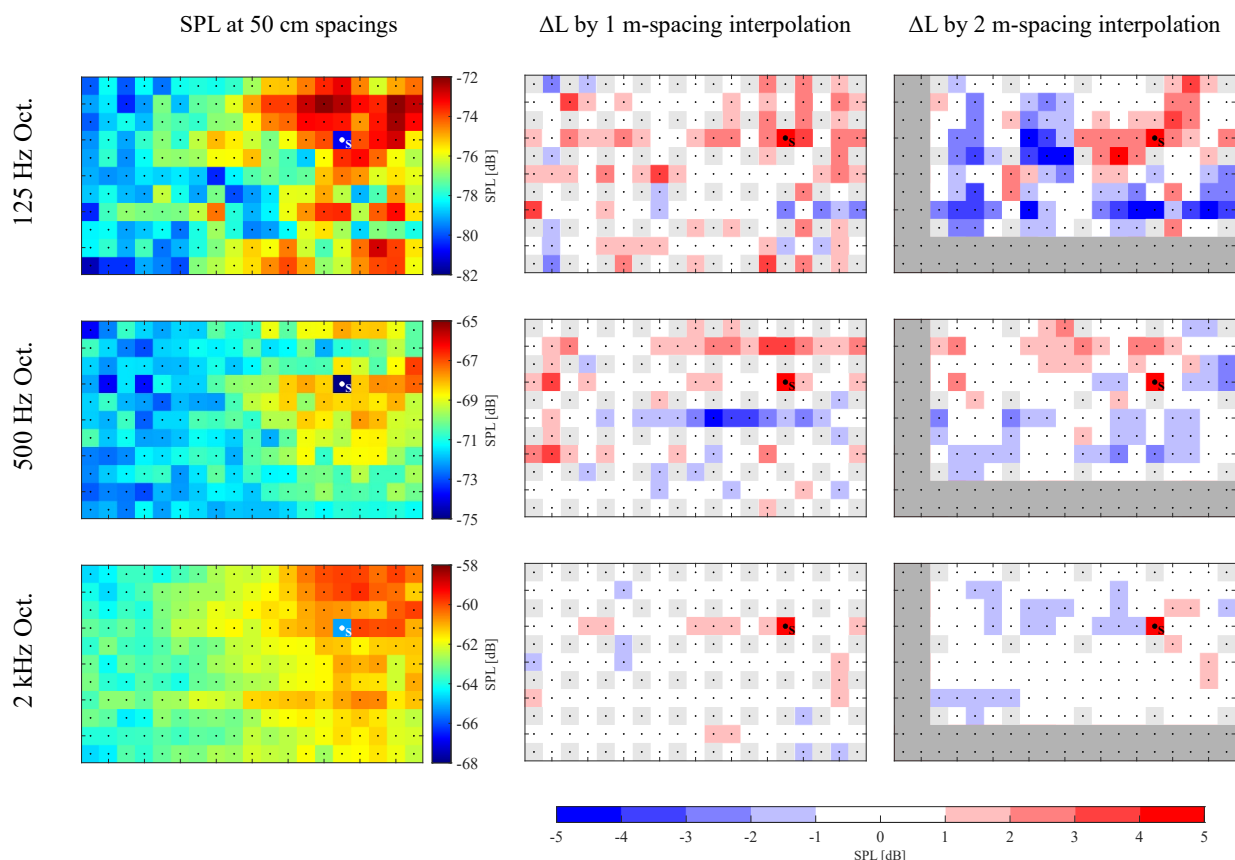 SPL at 50 cm spacings
ΔL by 1 m-spacing interpolation
ΔL by 2 m-spacing interpolation
125 Hz Oct.
-72
-74
-76
-78
-80
-82
SPL [dB]
S
S
S
500 Hz Oct.
-65
-67
-69
-71
-73
-75
SPL [dB]
S
S
S
2 kHz Oct.
-58
-60
-62
-64
-66
-68
SPL [dB]
S
S
S
-5 -4 -3 -2 -1 0 1 2 3 4 5
SPL [dB]